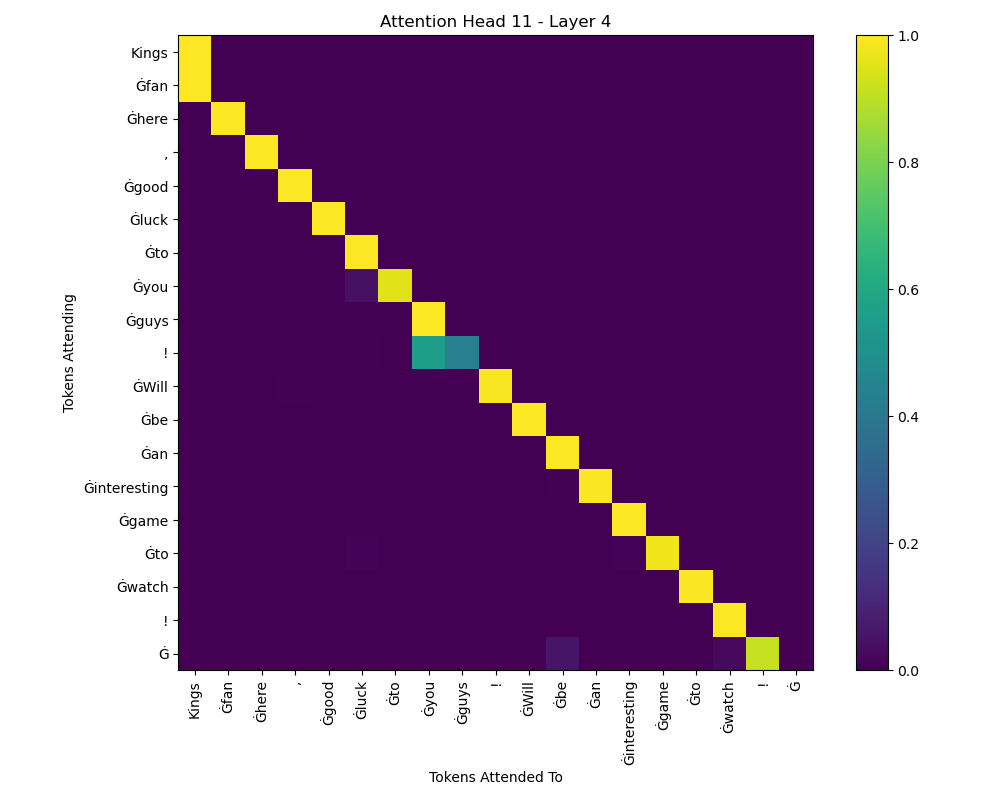 Attention Head 11 - Layer 4
Tokens Attending
Kings
Ġfan
Ġhere
,
Ġgood
Ġluck
Ġto
Ġyou
Ġguys
!
ĠWill
Ġbe
Ġan
Ġinteresting
Ġgame
Ġto
Ġwatch
!
Ġ
Kings
Ġfan
Ġhere
,
Ġgood
Ġluck
Ġto
Ġyou
Ġguys
!
ĠWill
Ġbe
Ġan
Ġinteresting
Ġgame
Ġto
Ġwatch
!
Ġ
Tokens Attended To
1.0
0.8
0.6
0.4
0.2
0.0